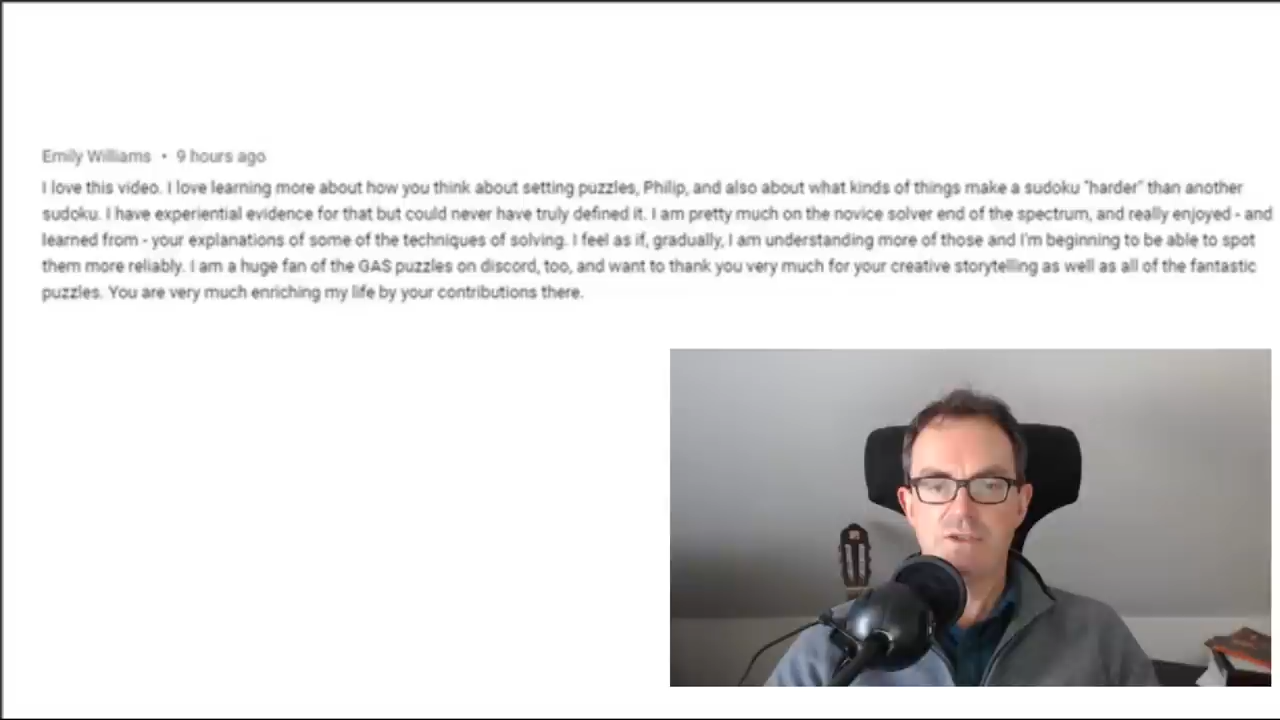 Emily Williams • 9 hours ago
I love this video. I love learning more about how you think about setting puzzles, Philip, and also about what kinds of things make a sudoku "harder" than another
sudoku. I have experiential evidence for that but could never have truly defined it. I am pretty much on the novice solver end of the spectrum, and really enjoyed - and
learned from - your explanations of some of the techniques of solving. I feel as if, gradually, I am understanding more of those and I'm beginning to be able to spot
them more reliably. I am a huge fan of the GAS puzzles on discord, too, and want to thank you very much for your creative storytelling as well as all of the fantastic
puzzles. You are very much enriching my life by your contributions there.